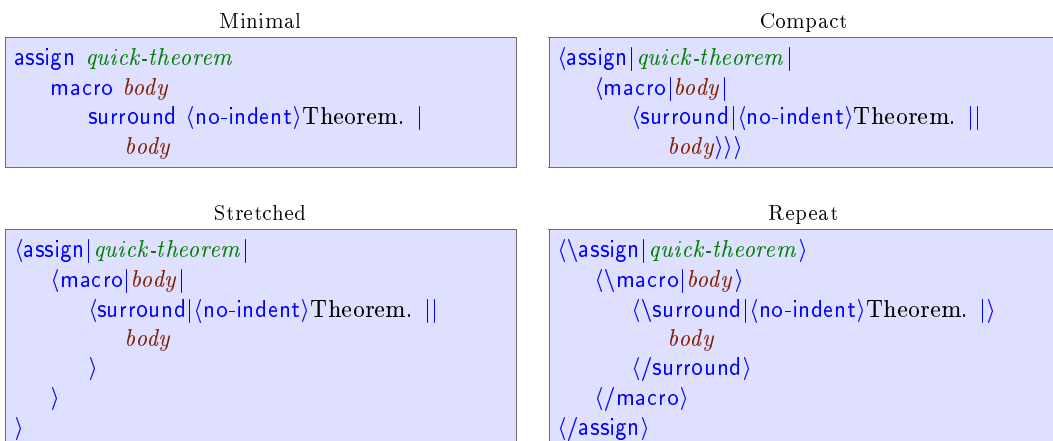 Minimal
assign quick-theorem
macro body
surround ⟨no-indent⟩Theorem. |
body
Compact
⟨assign|quick-theorem|
⟨macro|body|
⟨surround|⟨no-indent⟩Theorem. ||
body⟩⟩⟩
Stretched
⟨assign|quick-theorem|
⟨macro|body|
⟨surround|⟨no-indent⟩Theorem. ||
body
⟩
⟩
⟩
Repeat
⟨\assign|quick-theorem⟩
⟨\macro|body⟩
⟨\surround|⟨no-indent⟩Theorem. |⟩
body
⟨/surround⟩
⟨/macro⟩
⟨/assign⟩